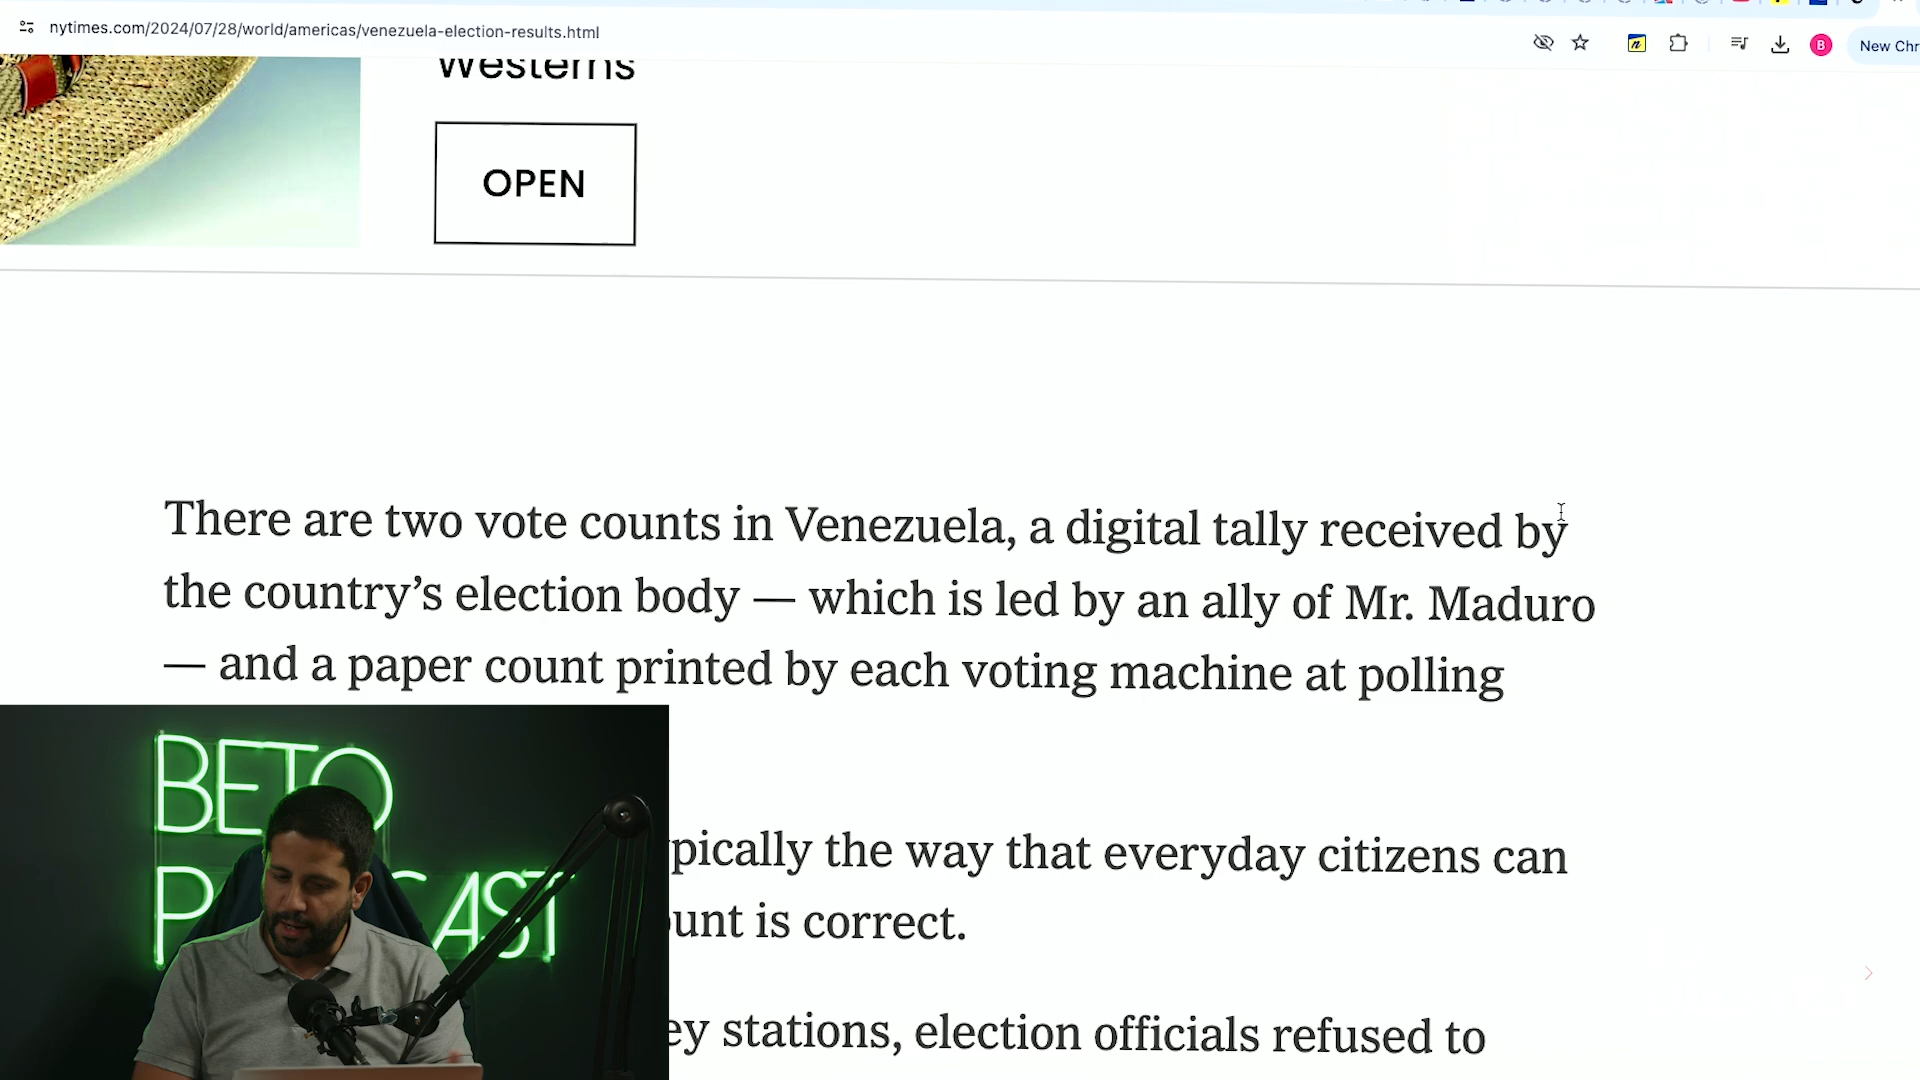 nytimes.com/2024/07/28/world/americas/venezuela-election-results.html
B
New Chr
Westerns
OPEN
There are two vote counts in Venezuela, a digital tally received by
the country’s election body — which is led by an ally of Mr. Maduro
— and a paper count printed by each voting machine at polling
pically the way that everyday citizens can
unt is correct.
ey stations, election officials refused to
BETO
P CAST